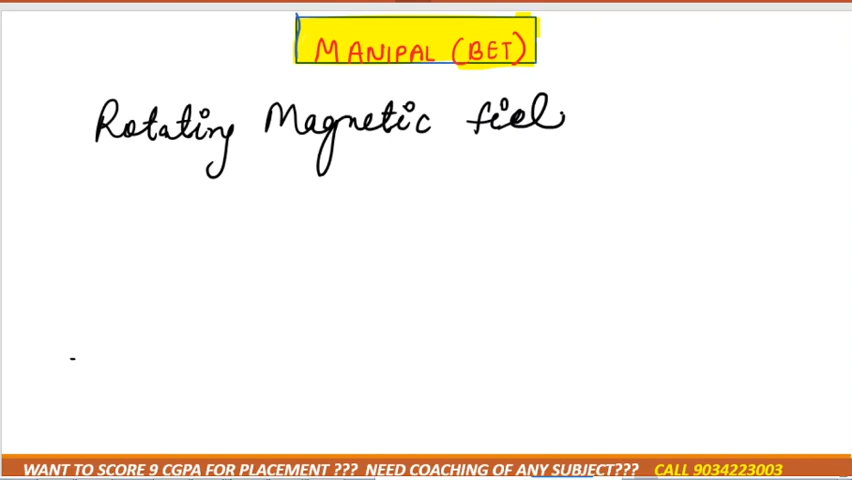 MANIPAL (BET)
Rotating Magnetic fiel
WANT TO SCORE 9 CGPA FOR PLACEMENT ??? NEED COACHING OF ANY SUBJECT??? CALL 9034223003